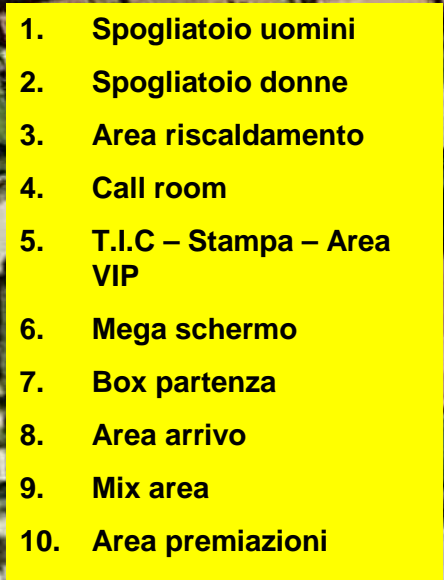 1. Spogliatoio uomini
2. Spogliatoio donne
3. Area riscaldamento
4. Call room
5. T.I.C – Stampa – Area
VIP
6. Mega schermo
7. Box partenza
8. Area arrivo
9. Mix area
10. Area premiazioni